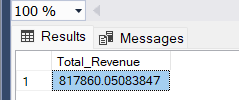 100 %
Results Messages
Total_Revenue
1 817860.05083847